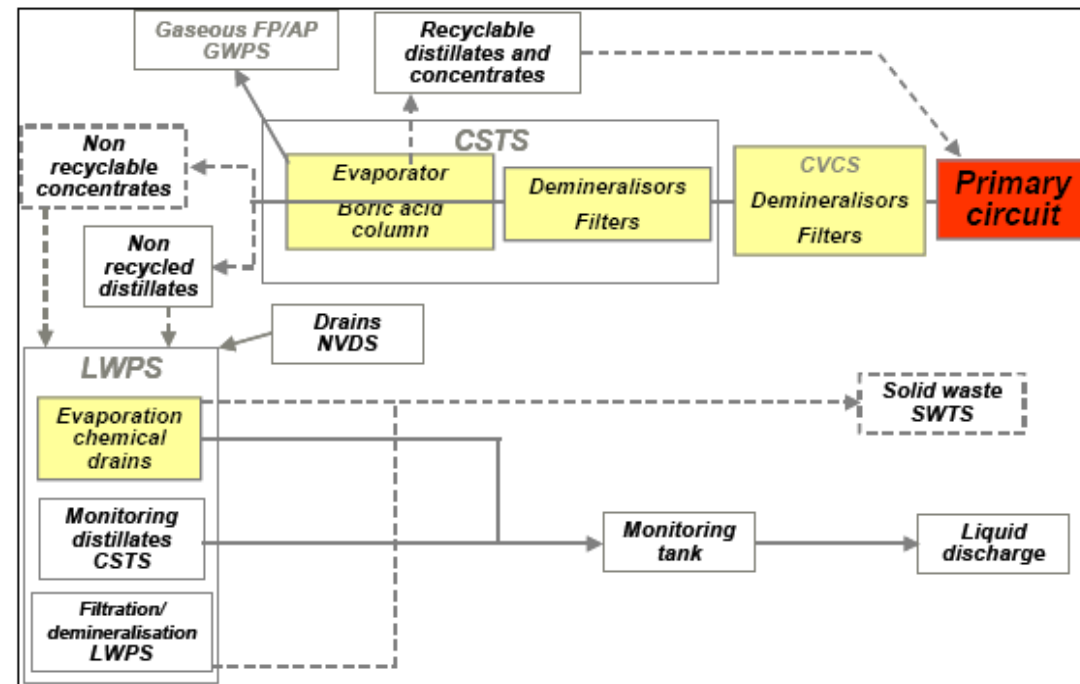 Gaseous FP/AP
GWPS
Recyclable
distillates and
concentrates
Non
recyclable
concentrates
CSTS
Evaporator
Boric acid
column
Demineralisors
Filters
CVCS
Demineralisors
Filters
Primary
circuit
Non
recycled
distillates
Drains
NVDS
LWPS
Evaporation
chemical
drains
Solid waste
SWTS
Monitoring
distillates
CSTS
Monitoring
tank
Liquid
discharge
Filtration/
demineralisation
LWPS